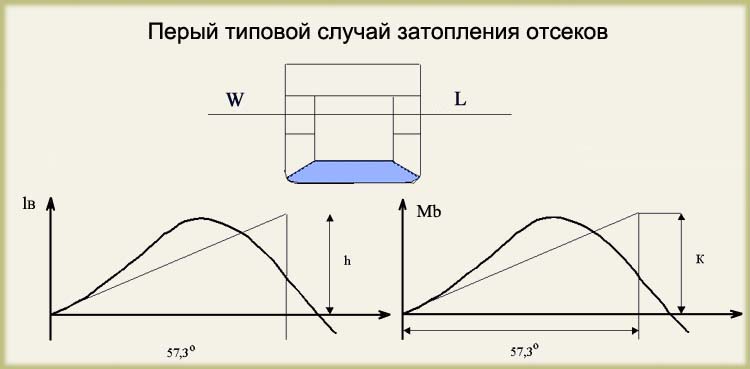 Перый типовой случай затопления отсеков
W L
lв
h
57,3°
Mb
К
57,3°